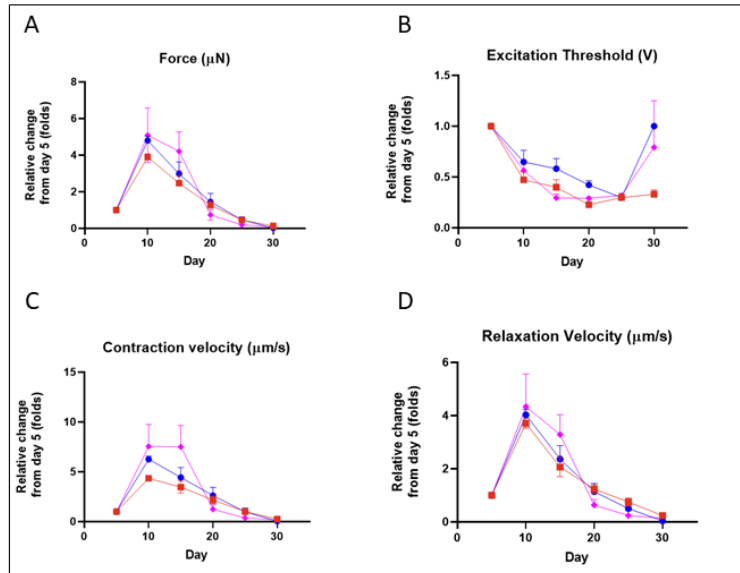 A
Force (μN)
Relative change
from day 5 (folds)
8
6
4
2
0
0 10 20 30
Day
B
Excitation Threshold (V)
Relative change
from day 5 (folds)
1.5
1.0
0.5
0.0
0 10 20 30
Day
C
Contraction velocity (μm/s)
Relative change
from day 5 (folds)
15
10
5
0
0 10 20 30
Day
D
Relaxation Velocity (μm/s)
Relative change
from day 5 (folds)
6
4
2
0
0 10 20 30
Day